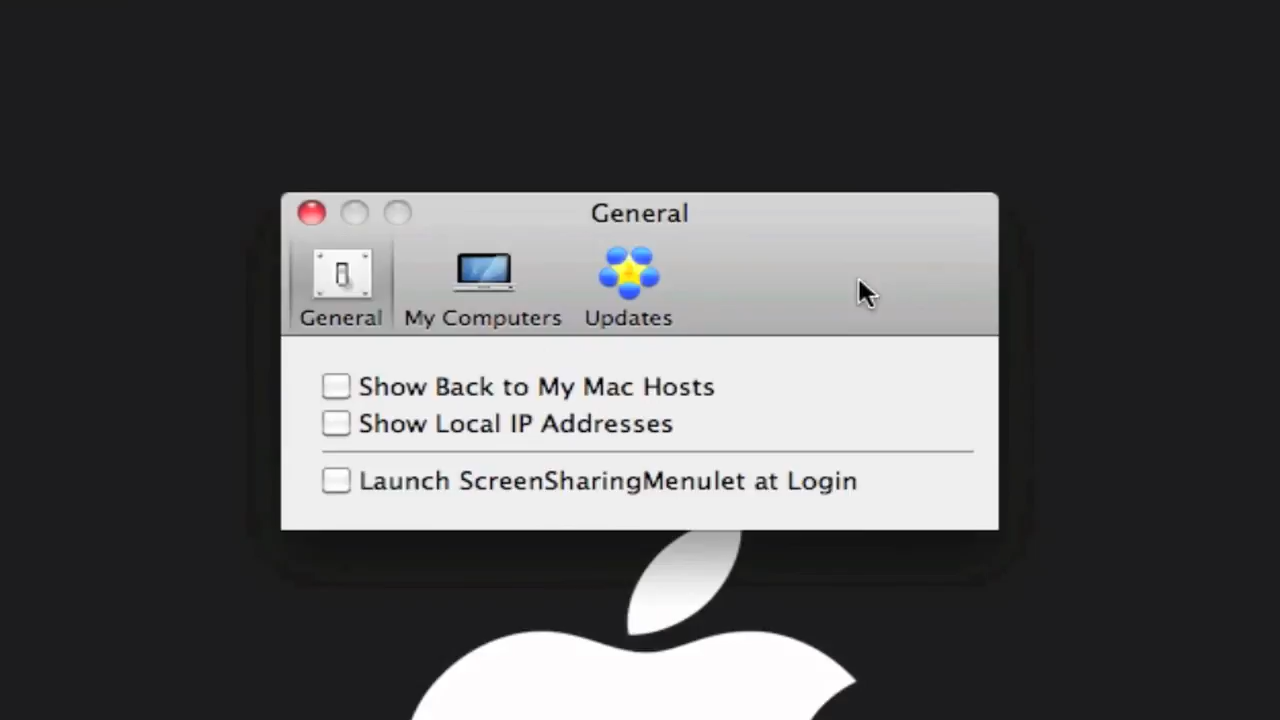 General
General My Computers Updates
Show Back to My Mac Hosts
Show Local IP Addresses
Launch ScreenSharingMenulet at Login